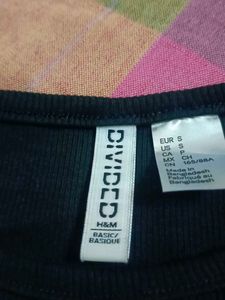 DIVIDED
H&M
BASIC/
BASIQUE
EUR S
US S
CA P
MX CH
CN 165/88A
Made in
Bangladesh
Fabriqué au
Bangladesh